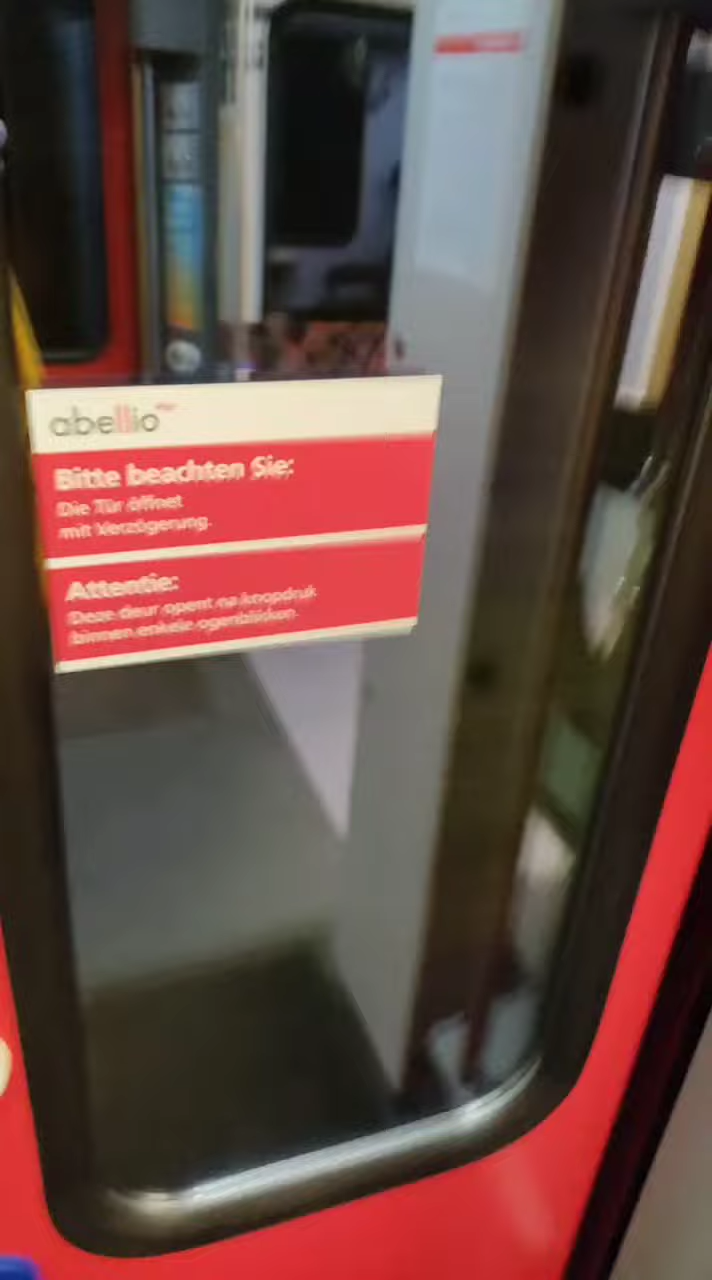 abellio
Bitte beachten Sie:
Die Tür öffnet
mit Verzögerung.
Attentie:
Deze deur opent na knopdruk
binnen enkele ogenblikken.